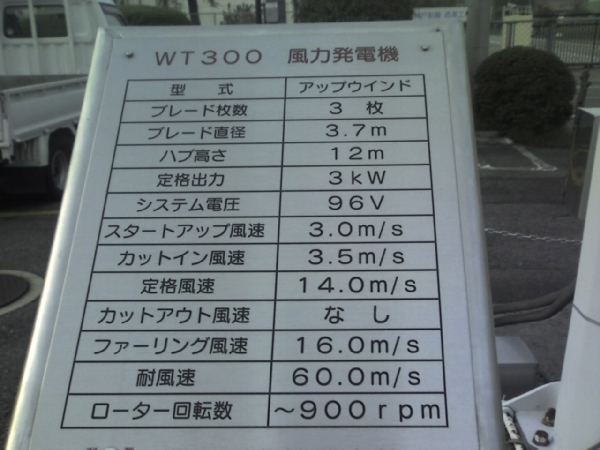 WT300 風力発電機
型 式 アップウインド
ブレード枚数 3 枚
ブレード直径 3.7m
ハブ高さ 12m
定格出力 3kW
システム電圧 96V
スタートアップ風速 3.0m/s
カットイン風速 3.5m/s
定格風速 14.0m/s
カットアウト風速 な し
ファーリング風速 16.0m/s
耐風速 60.0m/s
ローター回転数 ～900rpm